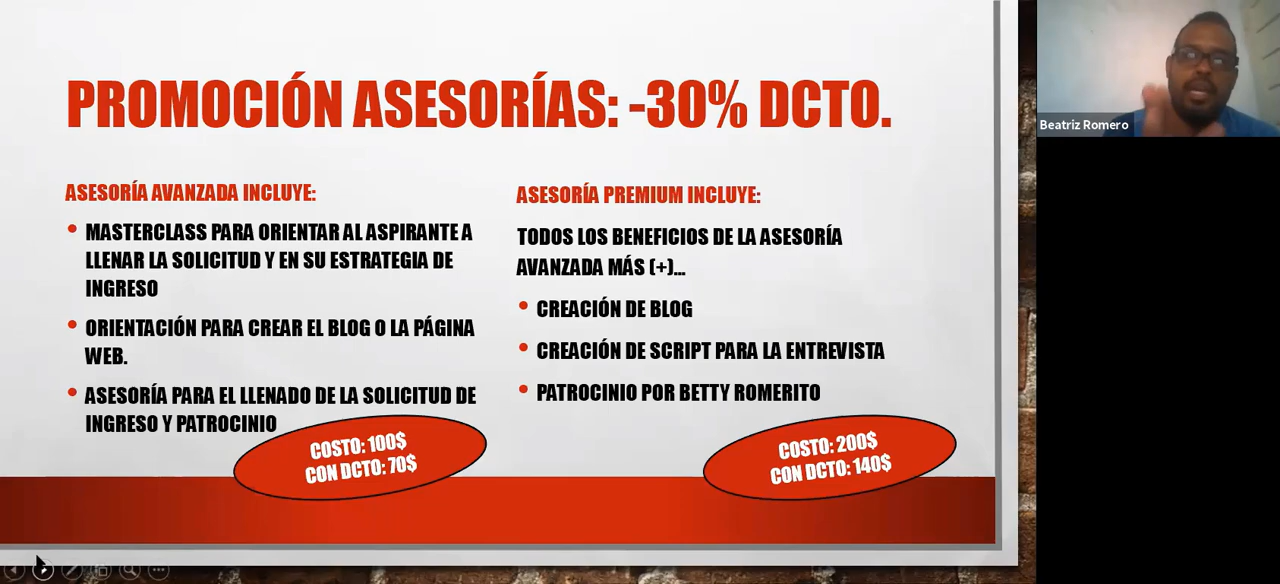 PROMOCIÓN ASESORÍAS: -30% DCTO.
ASESORÍA AVANZADA INCLUYE:
• MASTERCLASS PARA ORIENTAR AL ASPIRANTE A
LLENAR LA SOLICITUD Y EN SU ESTRATEGIA DE
INGRESO
• ORIENTACIÓN PARA CREAR EL BLOG O LA PÁGINA
WEB.
• ASESORÍA PARA EL LLENADO DE LA SOLICITUD DE
INGRESO Y PATROCINIO
COSTO: 100$
CON DCTO: 70$
ASESORÍA PREMIUM INCLUYE:
TODOS LOS BENEFICIOS DE LA ASESORÍA
AVANZADA MÁS (+)...
• CREACIÓN DE BLOG
• CREACIÓN DE SCRIPT PARA LA ENTREVISTA
• PATROCINIO POR BETTY ROMERITO
COSTO: 200$
CON DCTO: 140$
Beatriz Romero